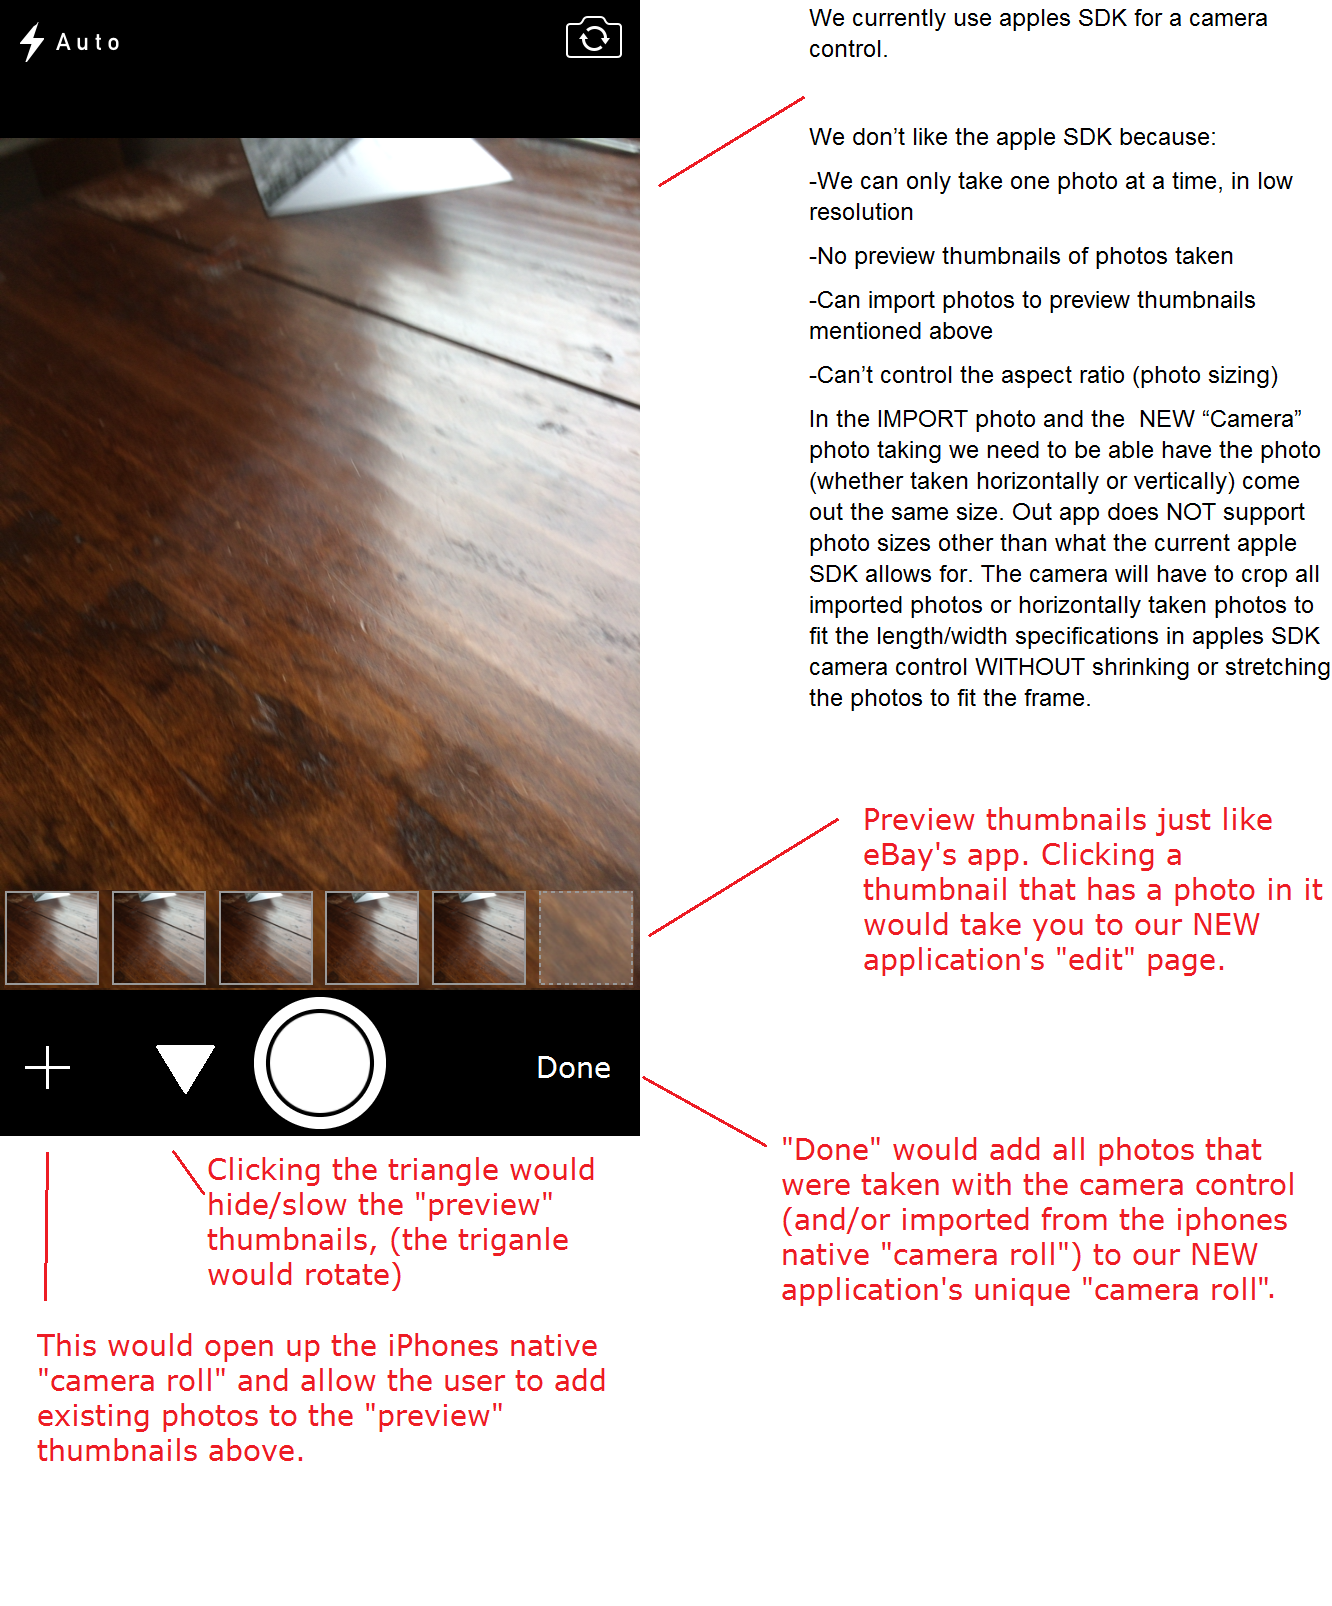 Auto
We currently use apples SDK for a camera
control.
We don’t like the apple SDK because:
-We can only take one photo at a time, in low
resolution
-No preview thumbnails of photos taken
-Can import photos to preview thumbnails
mentioned above
-Can’t control the aspect ratio (photo sizing)
In the IMPORT photo and the  NEW “Camera”
photo taking we need to be able have the photo
(whether taken horizontally or vertically) come
out the same size. Out app does NOT support
photo sizes other than what the current apple
SDK allows for. The camera will have to crop all
imported photos or horizontally taken photos to
fit the length/width specifications in apples SDK
camera control WITHOUT shrinking or stretching
the photos to fit the frame.
Preview thumbnails just like
eBay's app. Clicking a
thumbnail that has a photo in it
would take you to our NEW
application's "edit" page.
Done
"Done" would add all photos that
were taken with the camera control
(and/or imported from the iphones
native "camera roll") to our NEW
application's unique "camera roll".
Clicking the triangle would
hide/slow the "preview"
thumbnails, (the triganle
would rotate)
This would open up the iPhones native
"camera roll" and allow the user to add
existing photos to the "preview"
thumbnails above.